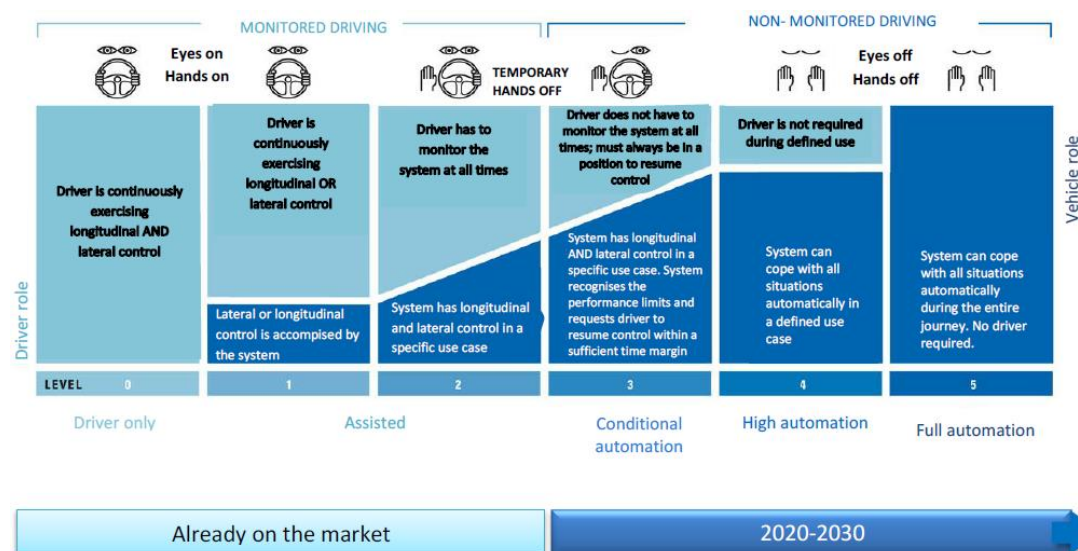 MONITORED DRIVING
NON- MONITORED DRIVING
Eyes on
Hands on
TEMPORARY
HANDS OFF
Eyes off
Hands off
Driver role
Driver is continuously
exercising
longitudinal AND
lateral control
Driver is
continuously
exercising
longitudinal OR
lateral control
Driver has to
monitor the
system at all times
Driver does not have to
monitor the system at all
times; must always be in a
position to resume
control
Driver is not required
during defined use
Vehicle role
Lateral or longitudinal
control is accompised by
the system
System has longitudinal
and lateral control in a
specific use case
System has longitudinal
AND lateral control in a
specific use case. System
recognises the
performance limits and
requests driver to
resume control within a
sufficient time margin
System can
cope with all
situations
automatically in
a defined use
case
System can cope
with all situations
automatically
during the entire
journey. No driver
required.
LEVEL 0 1 2 3 4 5
Driver only
Assisted
Conditional
automation
High automation
Full automation
Already on the market
2020-2030